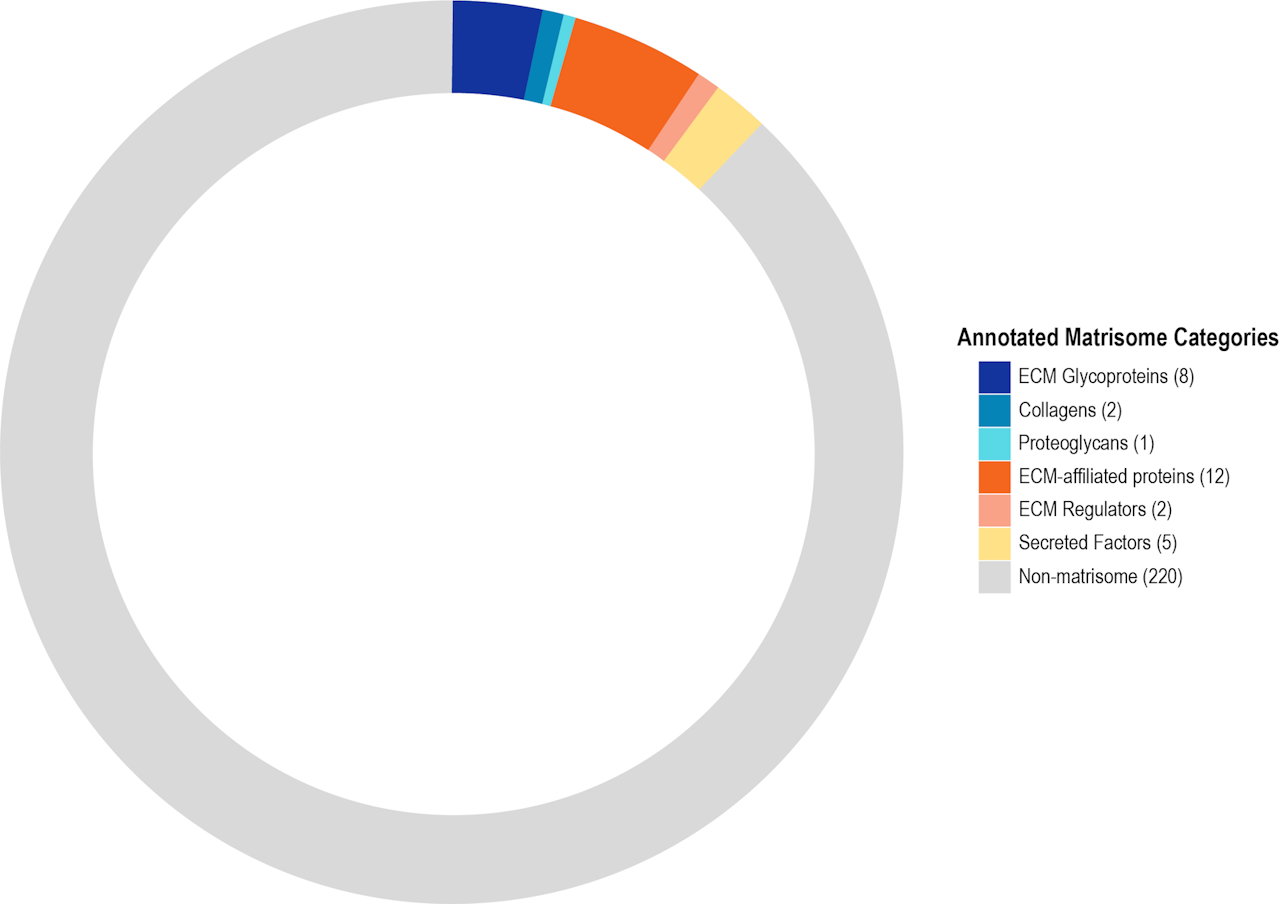 Annotated Matrisome Categories
ECM Glycoproteins (8)
Collagens (2)
Proteoglycans (1)
ECM-affiliated proteins (12)
ECM Regulators (2)
Secreted Factors (5)
Non-matrisome (220)